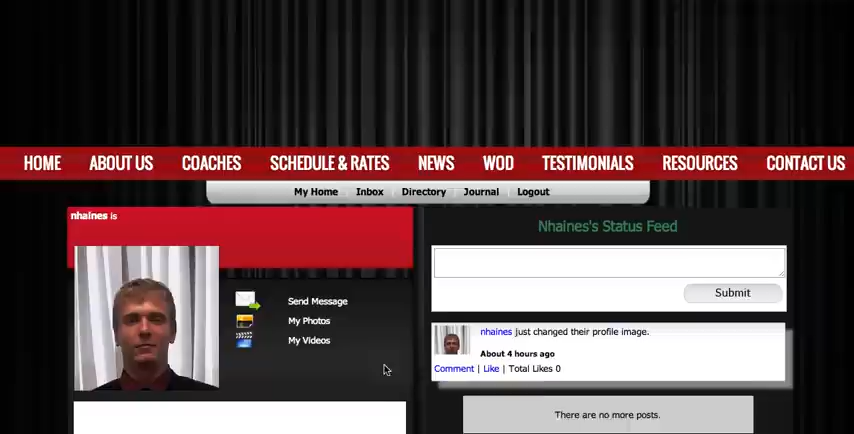 HOME ABOUT US COACHES SCHEDULE & RATES NEWS WOD TESTIMONIALS RESOURCES CONTACT US
My Home | Inbox | Directory | Journal | Logout
nhaines is
Send Message
My Photos
My Videos
Nhaines's Status Feed
Submit
nhaines just changed their profile image.
About 4 hours ago
Comment | Like | Total Likes 0
There are no more posts.